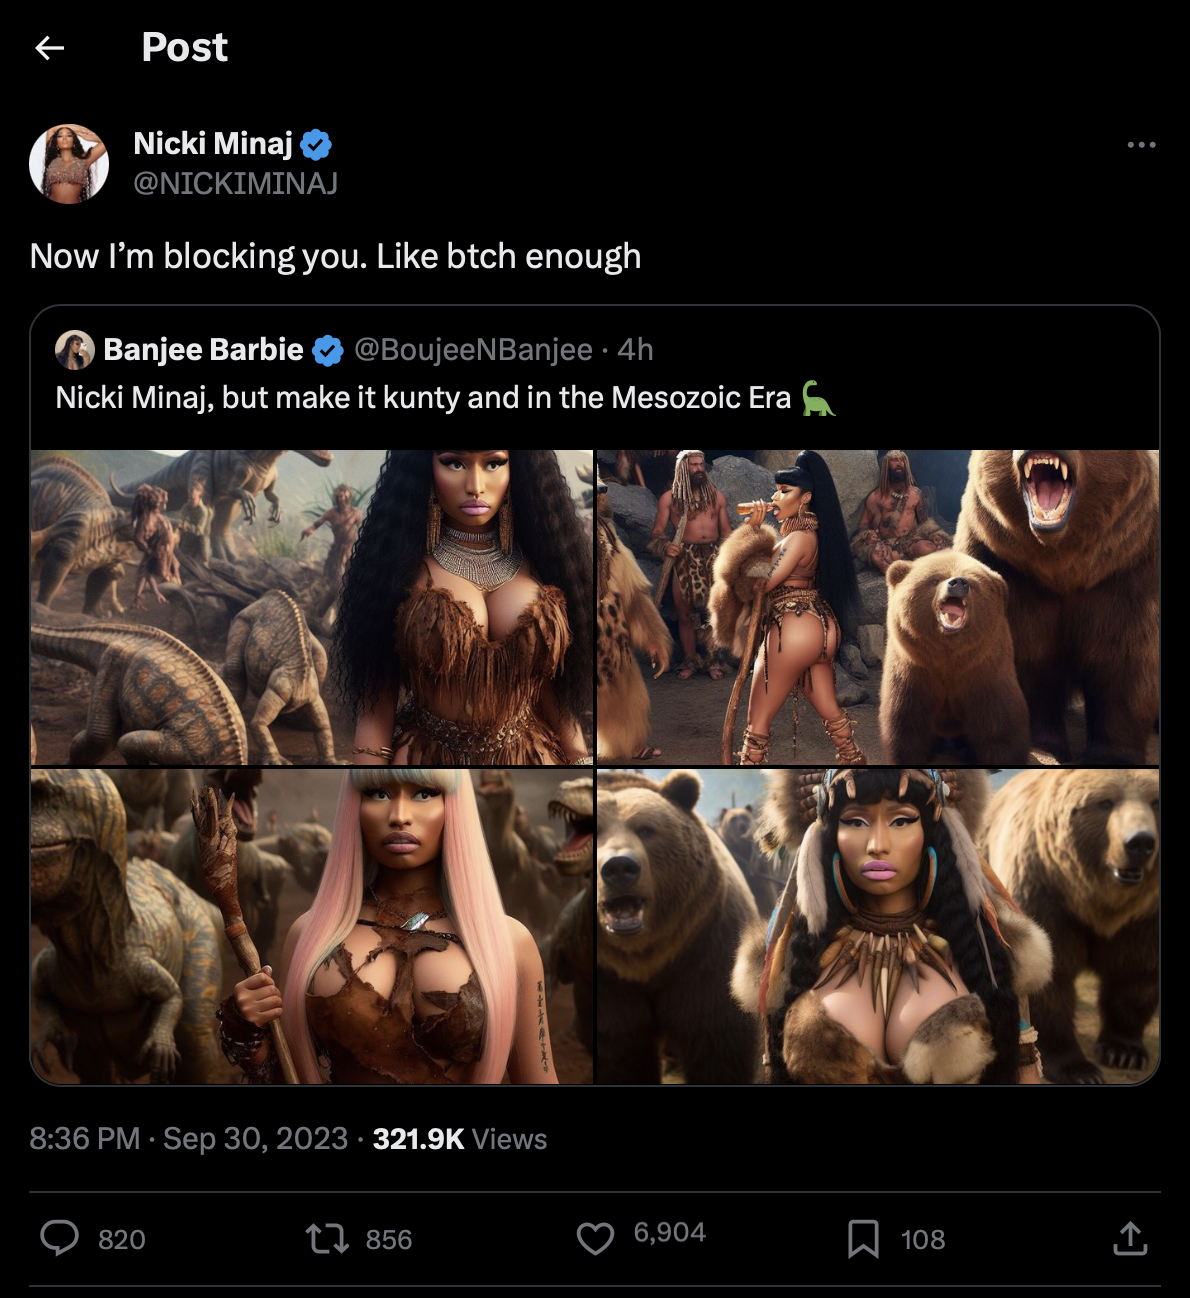 Post
Nicki Minaj
@NICKIMINAJ
Now I’m blocking you. Like btch enough
Banjee Barbie @BoujeeNBanjee · 4h
Nicki Minaj, but make it kunty and in the Mesozoic Era 🦕
8:36 PM · Sep 30, 2023 · 321.9K Views
820 856 6,904 108